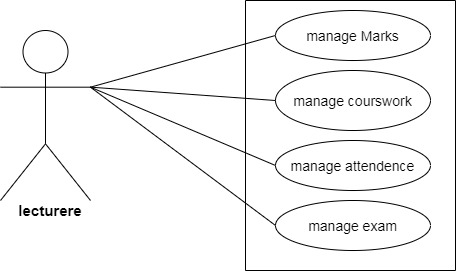 manage Marks
manage courswork
manage attendence
manage exam
lecturere